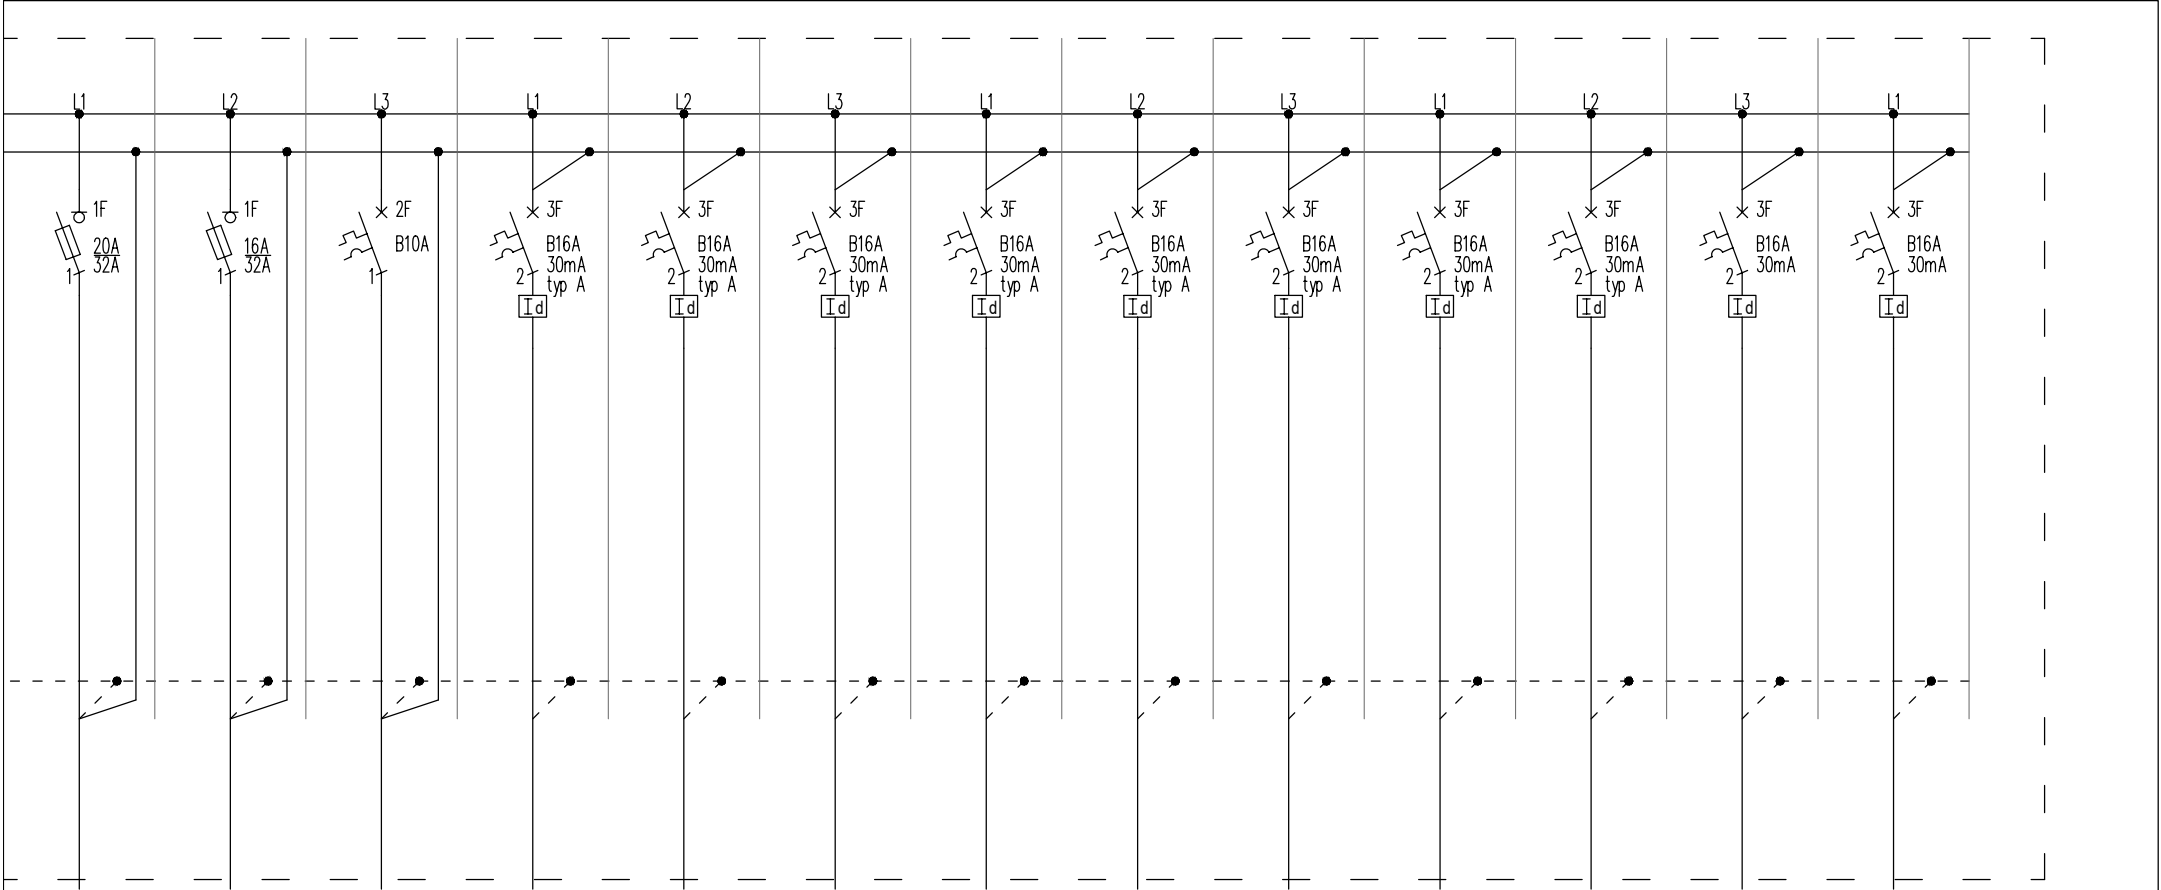 L1
L2
L3
L1
L2
L3
L1
L2
L3
L1
L2
L3
L1
1F
20A
32A
1
1F
16A
32A
1
2F
B10A
1
3F
B16A
30mA
typ A
2
Id
3F
B16A
30mA
typ A
2
Id
3F
B16A
30mA
typ A
2
Id
3F
B16A
30mA
typ A
2
Id
3F
B16A
30mA
typ A
2
Id
3F
B16A
30mA
typ A
2
Id
3F
B16A
30mA
typ A
2
Id
3F
B16A
30mA
typ A
2
Id
3F
B16A
30mA
2
Id
3F
B16A
30mA
2
Id